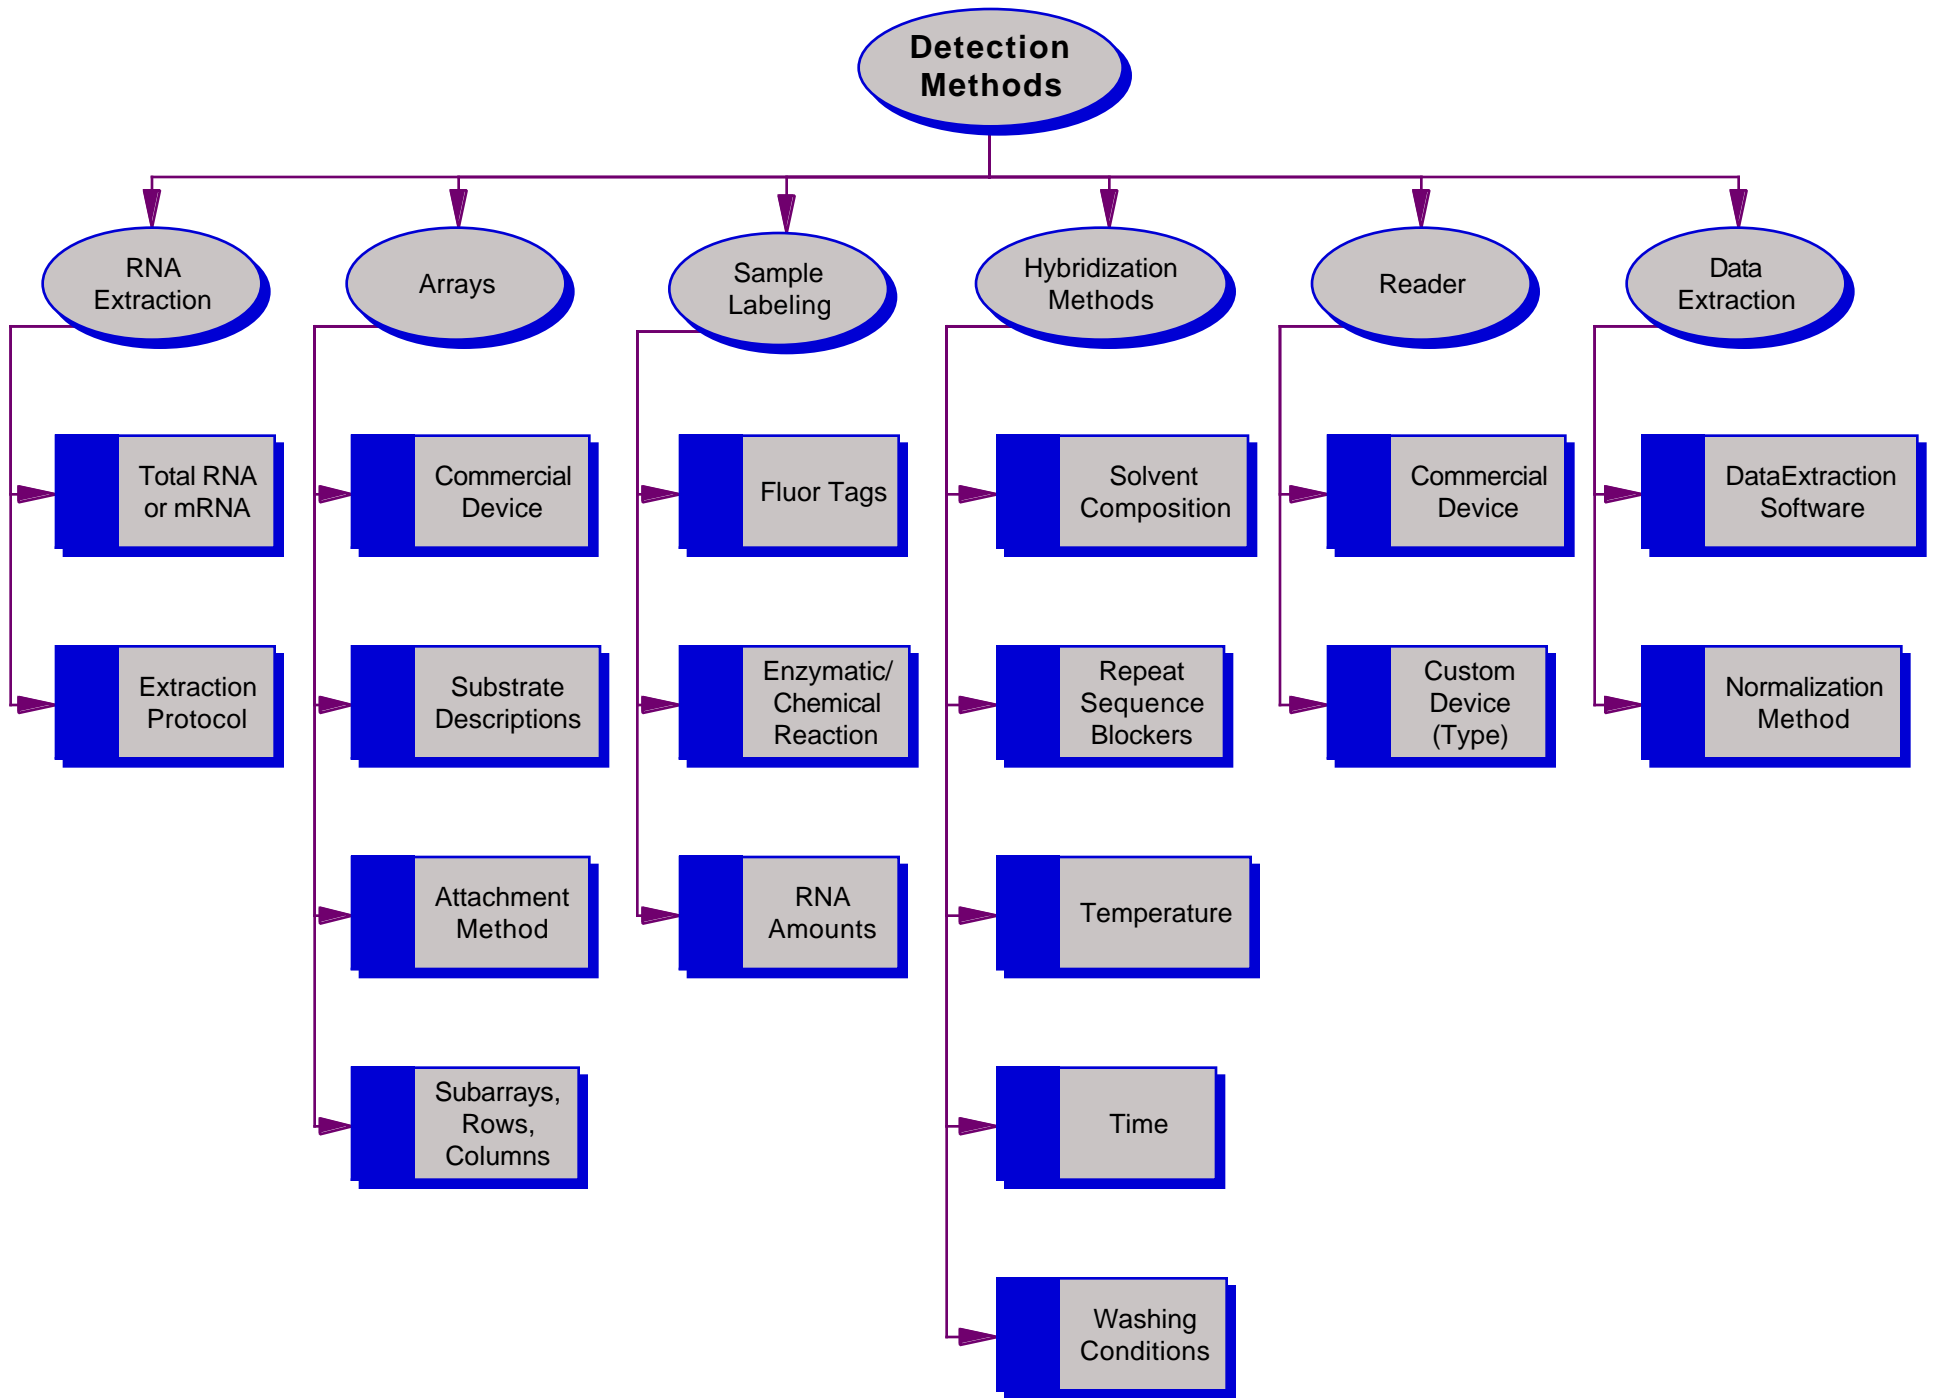 Detection
Methods
RNA
Extraction
Arrays
Sample
Labeling
Hybridization
Methods
Reader
Data
Extraction
Total RNA
or mRNA
Commercial
Device
Fluor Tags
Solvent
Composition
Commercial
Device
DataExtraction
Software
Extraction
Protocol
Substrate
Descriptions
Enzymatic/
Chemical
Reaction
Repeat
Sequence
Blockers
Custom
Device
(Type)
Normalization
Method
Attachment
Method
RNA
Amounts
Temperature
Subarrays,
Rows,
Columns
Time
Washing
Conditions